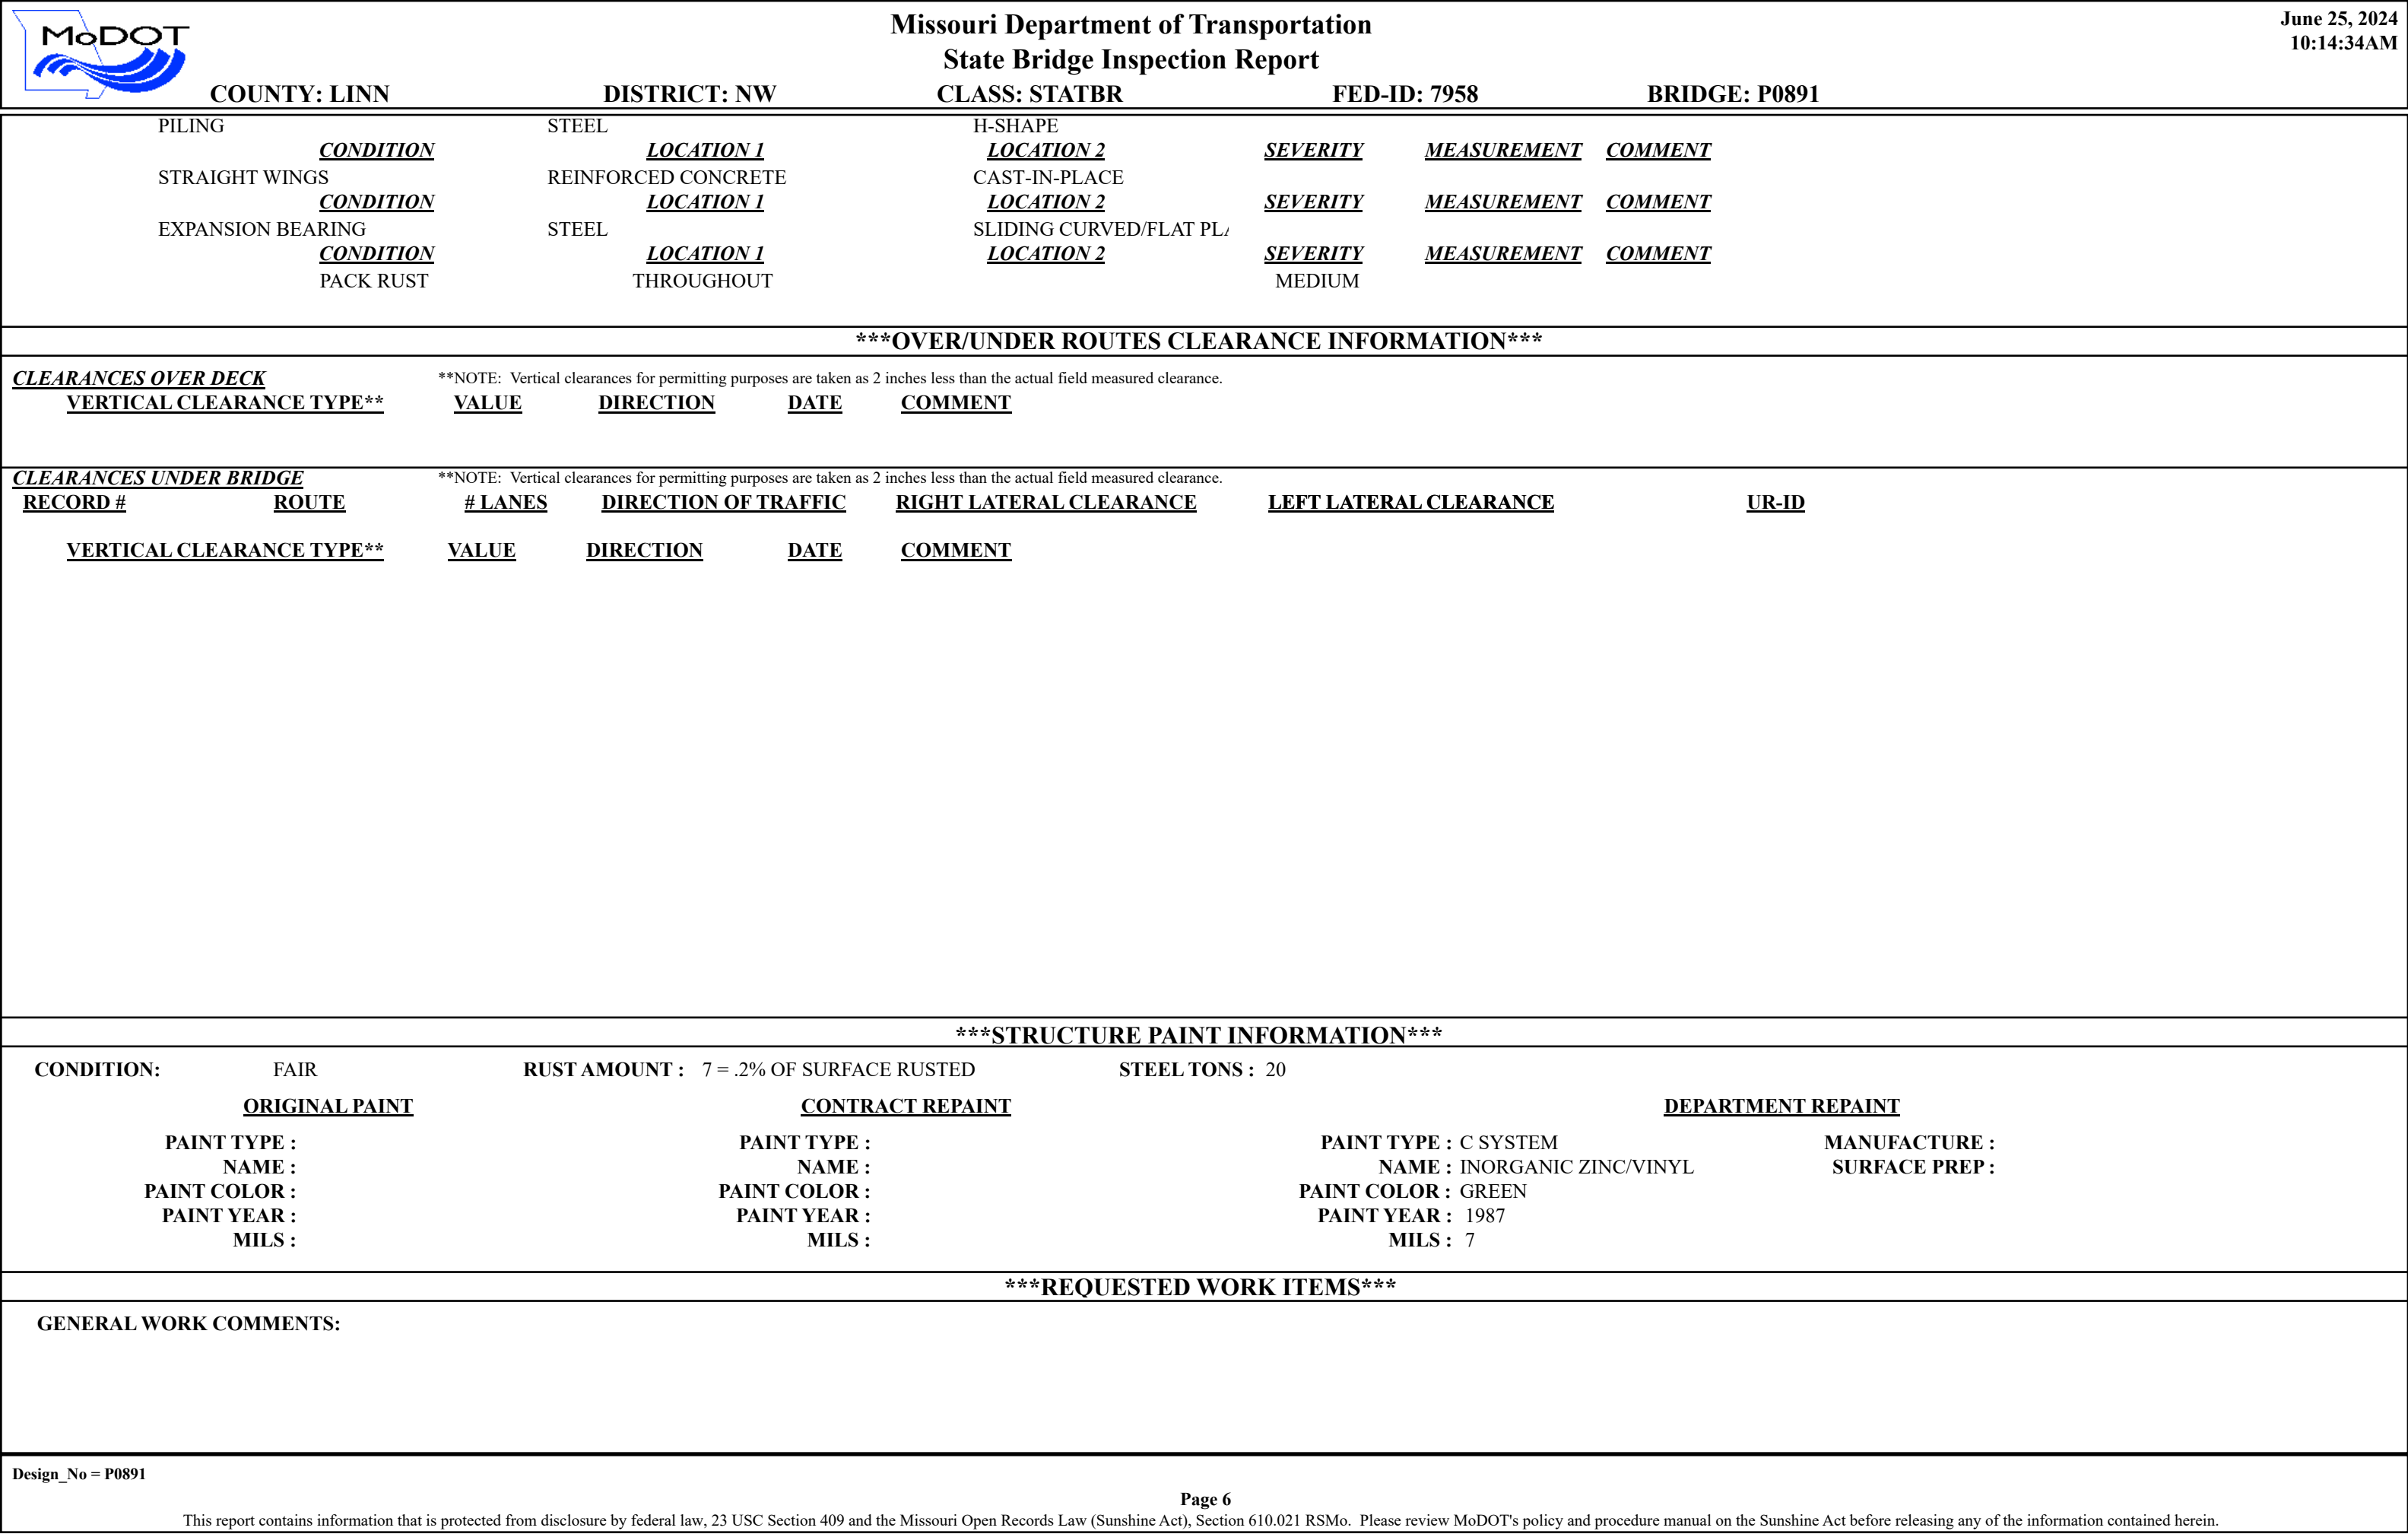 MoDOT
Missouri Department of Transportation
State Bridge Inspection Report
June 25, 2024
10:14:34AM
COUNTY: LINN DISTRICT: NW CLASS: STATBR FED-ID: 7958 BRIDGE: P0891
PILING STEEL H-SHAPE
CONDITION LOCATION 1 LOCATION 2 SEVERITY MEASUREMENT COMMENT
STRAIGHT WINGS REINFORCED CONCRETE CAST-IN-PLACE
CONDITION LOCATION 1 LOCATION 2 SEVERITY MEASUREMENT COMMENT
EXPANSION BEARING STEEL SLIDING CURVED/FLAT PLA
CONDITION LOCATION 1 LOCATION 2 SEVERITY MEASUREMENT COMMENT
PACK RUST THROUGHOUT MEDIUM
***OVER/UNDER ROUTES CLEARANCE INFORMATION***
CLEARANCES OVER DECK **NOTE: Vertical clearances for permitting purposes are taken as 2 inches less than the actual field measured clearance.
VERTICAL CLEARANCE TYPE** VALUE DIRECTION DATE COMMENT
CLEARANCES UNDER BRIDGE **NOTE: Vertical clearances for permitting purposes are taken as 2 inches less than the actual field measured clearance.
RECORD # ROUTE # LANES DIRECTION OF TRAFFIC RIGHT LATERAL CLEARANCE LEFT LATERAL CLEARANCE UR-ID
VERTICAL CLEARANCE TYPE** VALUE DIRECTION DATE COMMENT
***STRUCTURE PAINT INFORMATION***
CONDITION: FAIR RUST AMOUNT : 7 = .2% OF SURFACE RUSTED STEEL TONS : 20
ORIGINAL PAINT CONTRACT REPAINT DEPARTMENT REPAINT
PAINT TYPE : PAINT TYPE : PAINT TYPE : C SYSTEM MANUFACTURE :
NAME : NAME : NAME : INORGANIC ZINC/VINYL SURFACE PREP :
PAINT COLOR : PAINT COLOR : PAINT COLOR : GREEN
PAINT YEAR : PAINT YEAR : PAINT YEAR : 1987
MILS : MILS : MILS : 7
***REQUESTED WORK ITEMS***
GENERAL WORK COMMENTS:
Design_No = P0891
Page 6
This report contains information that is protected from disclosure by federal law, 23 USC Section 409 and the Missouri Open Records Law (Sunshine Act), Section 610.021 RSMo. Please review MoDOT's policy and procedure manual on the Sunshine Act before releasing any of the information contained herein.